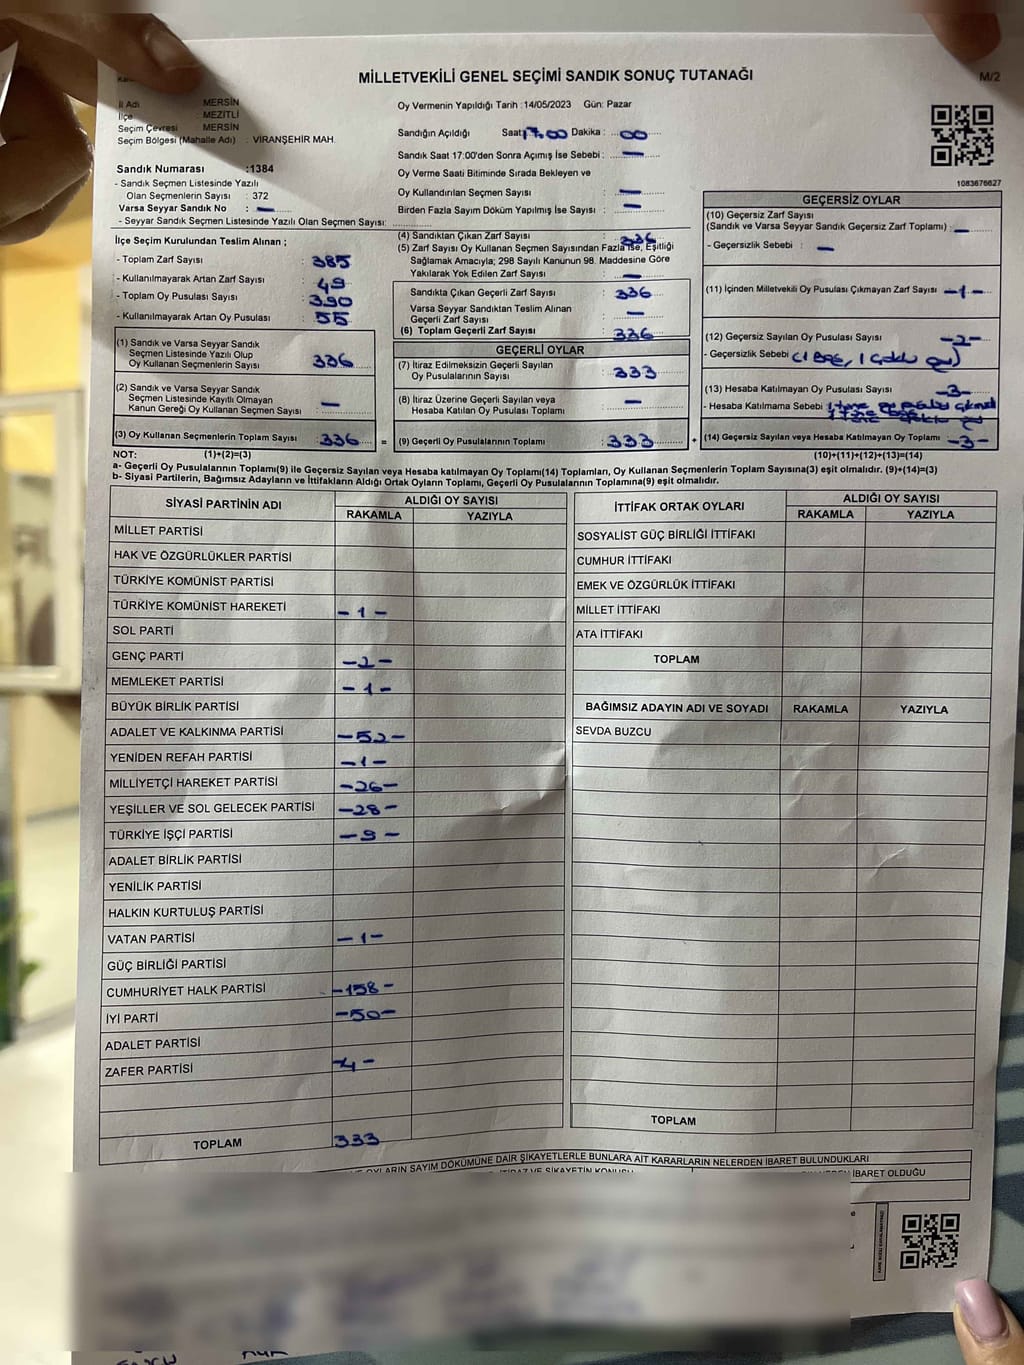 MİLLETVEKİLİ GENEL SEÇİMİ SANDIK SONUÇ TUTANAĞI
M/2
İl Adı : MERSİN
İlçe : MEZİTLİ
Seçim Çevresi : MERSİN
Seçim Bölgesi (Mahalle Adı) : VİRANŞEHİR MAH.
Oy Vermenin Yapıldığı Tarih :14/05/2023 Gün: Pazar
Sandığın Açıldığı Saat: 17.00 Dakika : 00
Sandık Saat 17:00'den Sonra Açımış İse Sebebi : —
Oy Verme Saati Bitiminde Sırada Bekleyen ve
Oy Kullandırılan Seçmen Sayısı : —
Birden Fazla Sayım Döküm Yapılmış İse Sayısı : —
1083676627
Sandık Numarası :1384
- Sandık Seçmen Listesinde Yazılı
Olan Seçmenlerin Sayısı : 372
Varsa Seyyar Sandık No : —
- Seyyar Sandık Seçmen Listesinde Yazılı Olan Seçmen Sayısı:
İlçe Seçim Kurulundan Teslim Alınan ;
- Toplam Zarf Sayısı : 385
- Kullanılmayarak Artan Zarf Sayısı : 49
- Toplam Oy Pusulası Sayısı : 390
- Kullanılmayarak Artan Oy Pusulası : 55
(1) Sandık ve Varsa Seyyar Sandık
Seçmen Listesinde Yazılı Olup
Oy Kullanan Seçmenlerin Sayısı : 336
(2) Sandık ve Varsa Seyyar Sandık
Seçmen Listesinde Kayıtlı Olmayan
Kanun Gereği Oy Kullanan Seçmen Sayısı : —
(3) Oy Kullanan Seçmenlerin Toplam Sayısı : 336 =
(4) Sandıktan Çıkan Zarf Sayısı : 336
(5) Zarf Sayısı Oy Kullanan Seçmen Sayısından Fazla İse, Eşitliği
Sağlamak Amacıyla; 298 Sayılı Kanunun 98. Maddesine Göre
Yakılarak Yok Edilen Zarf Sayısı : —
Sandıkta Çıkan Geçerli Zarf Sayısı : 336
Varsa Seyyar Sandıktan Teslim Alınan
Geçerli Zarf Sayısı : —
(6) Toplam Geçerli Zarf Sayısı : 336
GEÇERLİ OYLAR
(7) İtiraz Edilmeksizin Geçerli Sayılan
Oy Pusulalarının Sayısı : 333
(8) İtiraz Üzerine Geçerli Sayılan veya
Hesaba Katılan Oy Pusulası Toplamı : —
(9) Geçerli Oy Pusulalarının Toplamı : 333 +
GEÇERSİZ OYLAR
(10) Geçersiz Zarf Sayısı
(Sandık ve Varsa Seyyar Sandık Geçersiz Zarf Toplamı) : —
- Geçersizlik Sebebi : —
(11) İçinden Milletvekili Oy Pusulası Çıkmayan Zarf Sayısı -1-
(12) Geçersiz Sayılan Oy Pusulası Sayısı -2-
- Geçersizlik Sebebi (1 Boş, 1 Çoklu oy)
(13) Hesaba Katılmayan Oy Pusulası Sayısı -3-
- Hesaba Katılmama Sebebi 1 tane oy pusulası çıkmadı
(14) Geçersiz Sayılan veya Hesaba Katılmayan Oy Toplamı -3-
NOT: (1)+(2)=(3) (10)+(11)+(12)+(13)=(14)
a- Geçerli Oy Pusulalarının Toplamı(9) ile Geçersiz Sayılan veya Hesaba katılmayan Oy Toplamı(14) Toplamları, Oy Kullanan Seçmenlerin Toplam Sayısına(3) eşit olmalıdır. (9)+(14)=(3)
b- Siyasi Partilerin, Bağımsız Adayların ve İttifakların Aldığı Ortak Oyların Toplamı, Geçerli Oy Pusulalarının Toplamına(9) eşit olmalıdır.
SİYASİ PARTİNİN ADI ALDIĞI OY SAYISI
RAKAMLA YAZIYLA
MİLLET PARTİSİ
HAK VE ÖZGÜRLÜKLER PARTİSİ
TÜRKİYE KOMÜNİST PARTİSİ
TÜRKİYE KOMÜNİST HAREKETİ -1-
SOL PARTİ
GENÇ PARTİ -2-
MEMLEKET PARTİSİ -1-
BÜYÜK BİRLİK PARTİSİ
ADALET VE KALKINMA PARTİSİ -52-
YENİDEN REFAH PARTİSİ -1-
MİLLİYETÇİ HAREKET PARTİSİ -26-
YEŞİLLER VE SOL GELECEK PARTİSİ -28-
TÜRKİYE İŞÇİ PARTİSİ -9-
ADALET BİRLİK PARTİSİ
YENİLİK PARTİSİ
HALKIN KURTULUŞ PARTİSİ
VATAN PARTİSİ -1-
GÜÇ BİRLİĞİ PARTİSİ
CUMHURİYET HALK PARTİSİ -158-
İYİ PARTİ -50-
ADALET PARTİSİ
ZAFER PARTİSİ -4-
TOPLAM 333
İTTİFAK ORTAK OYLARI ALDIĞI OY SAYISI
RAKAMLA YAZIYLA
SOSYALİST GÜÇ BİRLİĞİ İTTİFAKI
CUMHUR İTTİFAKI
EMEK VE ÖZGÜRLÜK İTTİFAKI
MİLLET İTTİFAKI
ATA İTTİFAKI
TOPLAM
BAĞIMSIZ ADAYIN ADI VE SOYADI RAKAMLA YAZIYLA
SEVDA BUZCU
TOPLAM
OYLARIN SAYIM DÖKÜMÜNE DAİR ŞİKAYETLERLE BUNLARA AİT KARARLARIN NELERDEN İBARET BULUNDUKLARI
İTİRAZ VE ŞİKAYETİN KONUSU
İBARET OLDUĞU